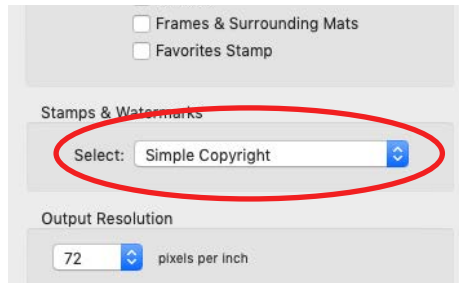 Frames & Surrounding Mats
Favorites Stamp
Stamps & Watermarks
Select: Simple Copyright
Output Resolution
72 pixels per inch